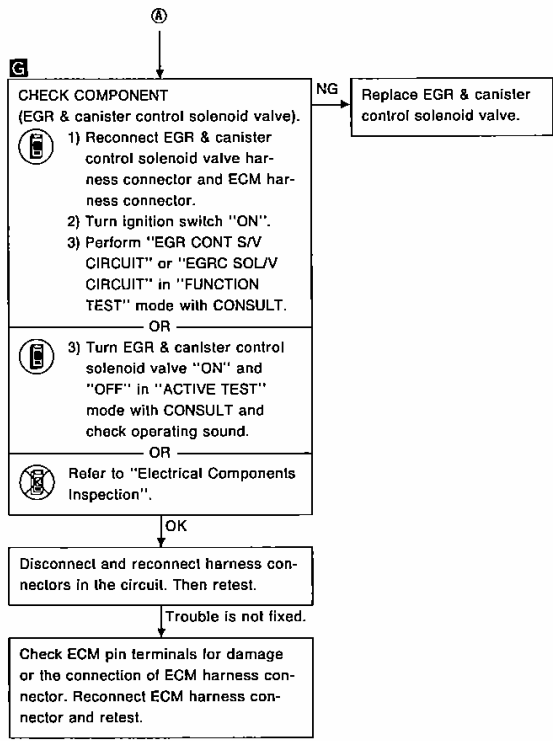 Ⓐ
G
CHECK COMPONENT
(EGR & canister control solenoid valve).
1) Reconnect EGR & canister
control solenoid valve har-
ness connector and ECM har-
ness connector.
2) Turn ignition switch "ON".
3) Perform "EGR CONT S/V
CIRCUIT" or "EGRC SOL/V
CIRCUIT" in "FUNCTION
TEST" mode with CONSULT.
OR
3) Turn EGR & canister control
solenoid valve "ON" and
"OFF" in "ACTIVE TEST"
mode with CONSULT and
check operating sound.
OR
Refer to "Electrical Components
Inspection".
NG
Replace EGR & canister
control solenoid valve.
OK
Disconnect and reconnect harness con-
nectors in the circuit. Then retest.
Trouble is not fixed.
Check ECM pin terminals for damage
or the connection of ECM harness con-
nector. Reconnect ECM harness con-
nector and retest.